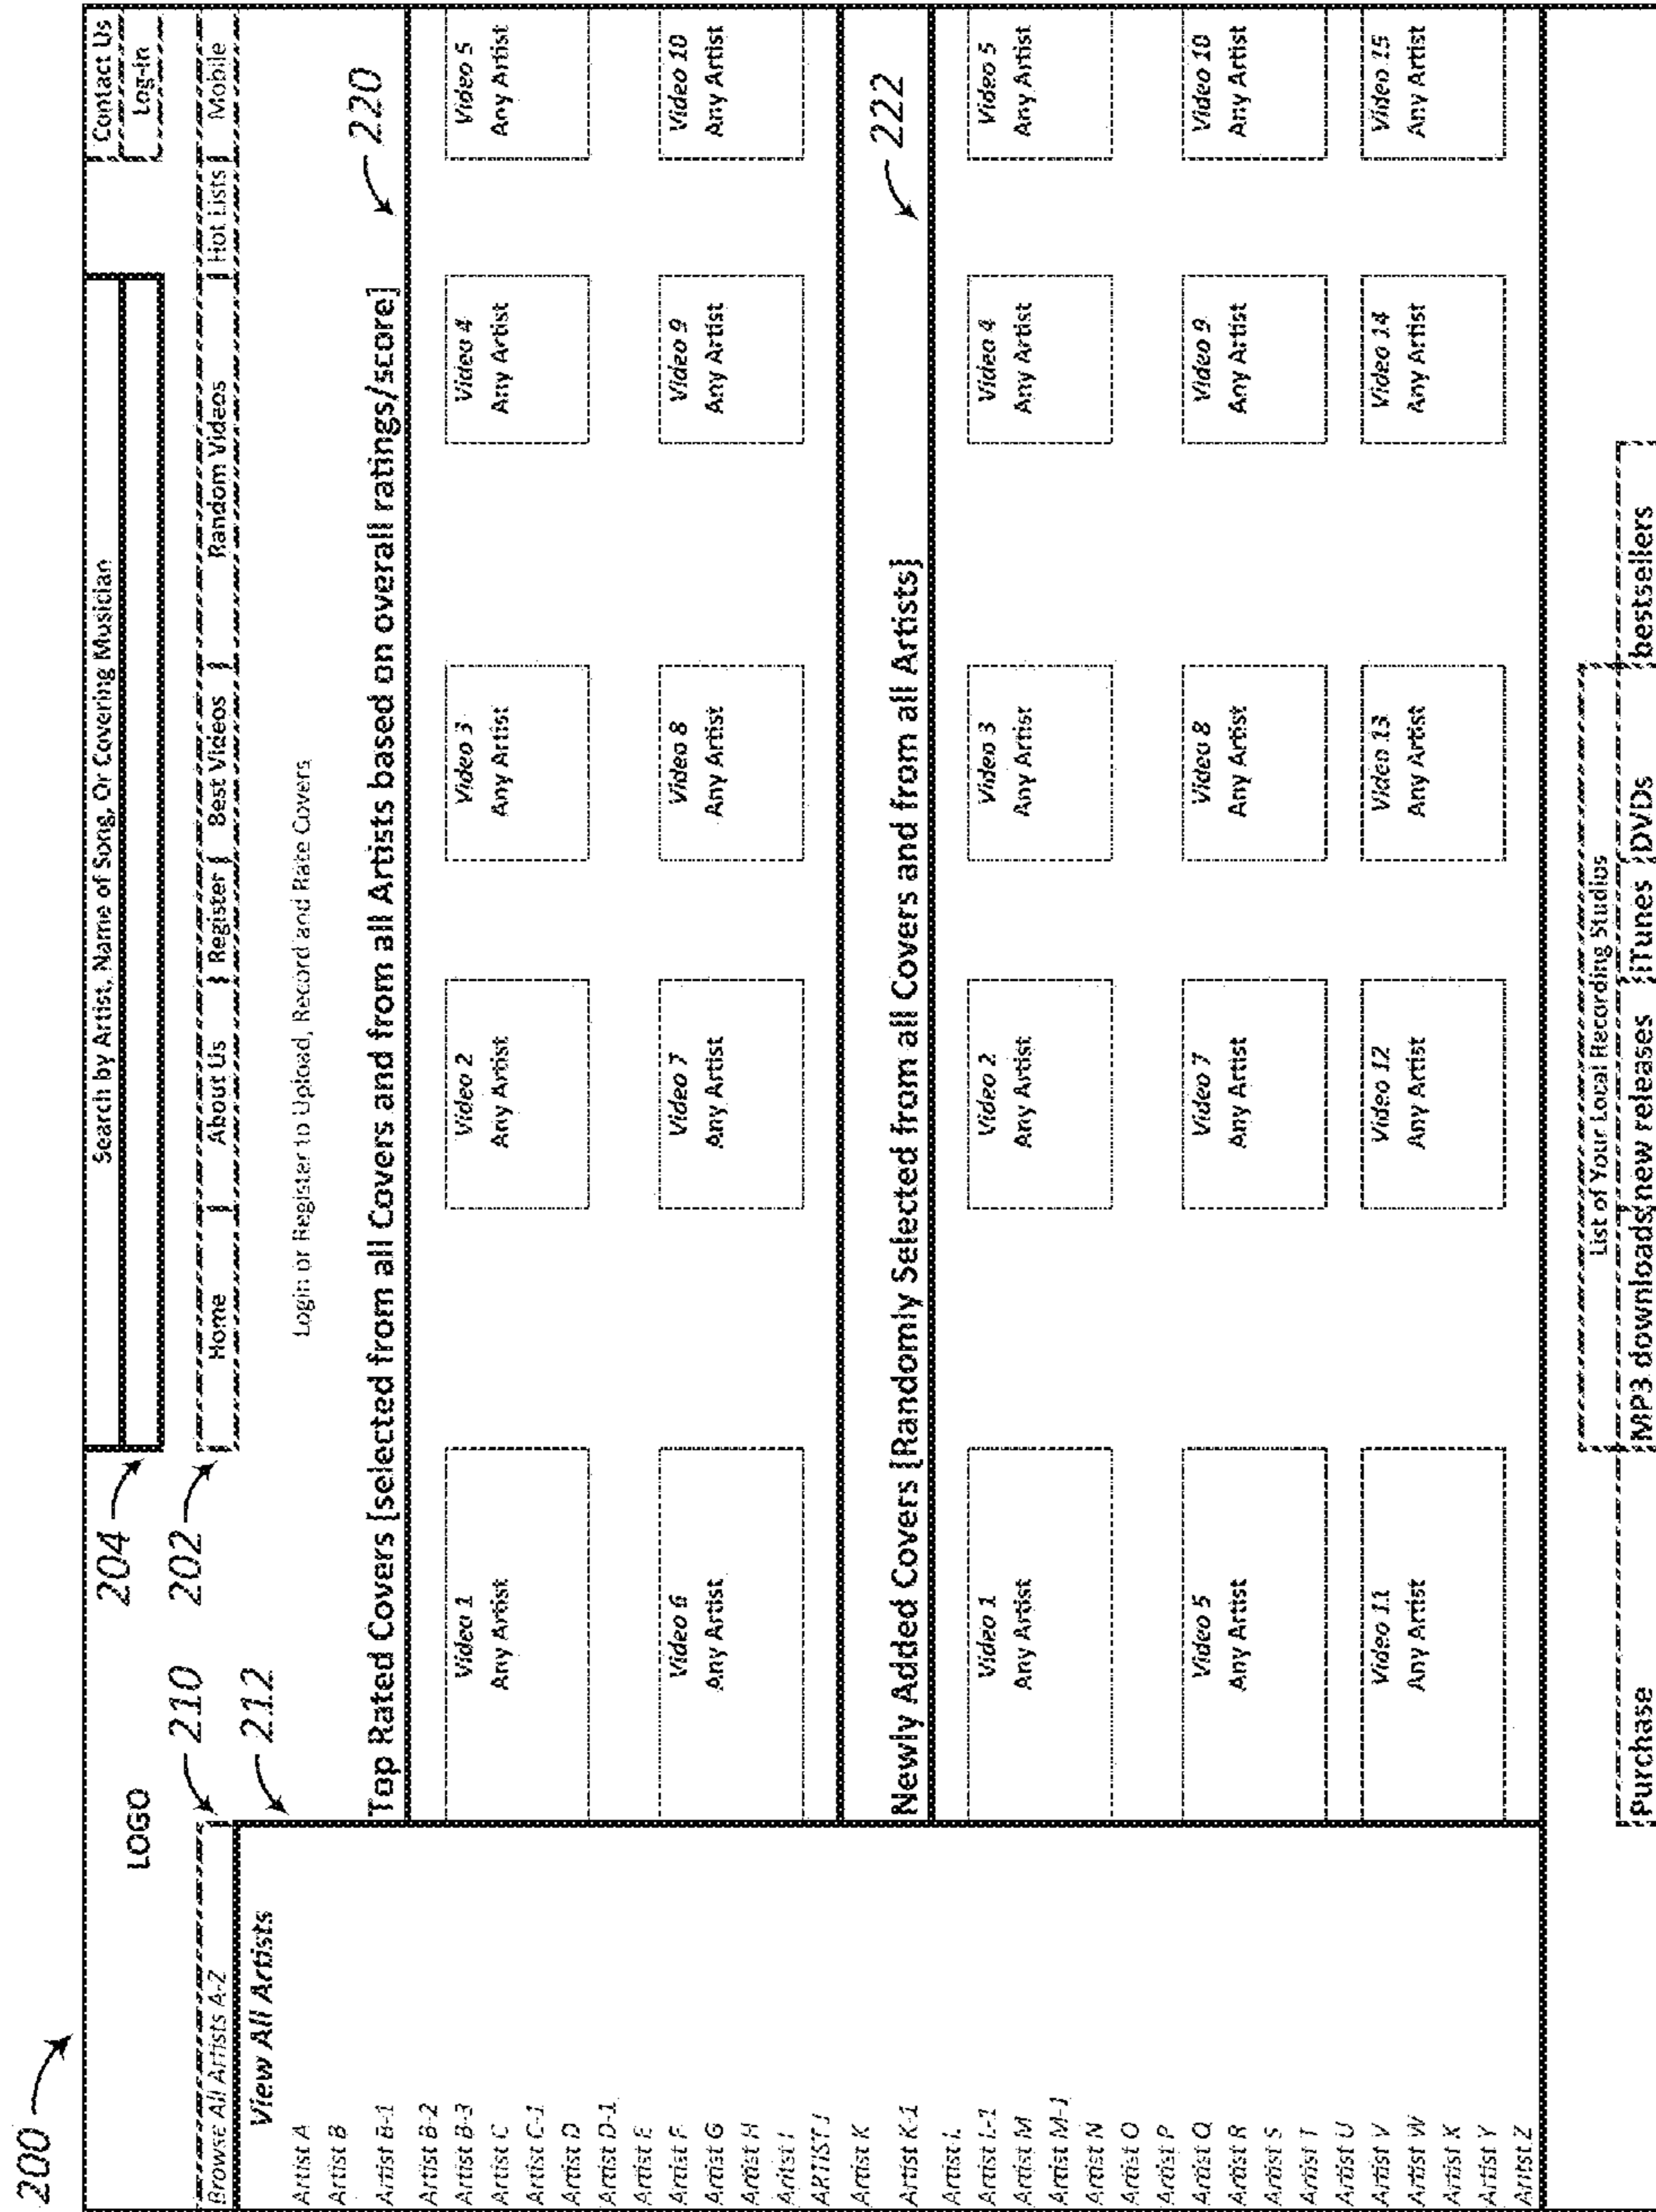 200
LOGO
204
Search by Artist, Name of Song, Or Covering Musician
Contact Us
Log-in
210
202
Browse All Artists A-Z
Home
About Us
Register
Best Videos
Random Videos
Hot Lists
Mobile
212
View All Artists
Artist A
Artist B
Artist B-1
Artist B-2
Artist B-3
Artist C
Artist C-1
Artist D
Artist D-1
Artist E
Artist F
Artist G
Artist H
Aritst I
ARTIST J
Artist K
Artist K-1
Artist L
Artist L-1
Artist M
Artist M-1
Artist N
Artist O
Artist P
Artist Q
Artist R
Artist S
Artist T
Artist U
Artist V
Artist W
Artist K
Artist Y
Artist Z
Login or Register to Upload, Record and Rate Covers
Top Rated Covers [selected from all Covers and from all Artists based on overall ratings/score]
220
Video 1
Any Artist
Video 2
Any Artist
Video 3
Any Artist
Video 4
Any Artist
Video 5
Any Artist
Video 6
Any Artist
Video 7
Any Artist
Video 8
Any Artist
Video 9
Any Artist
Video 10
Any Artist
Newly Added Covers [Randomly Selected from all Covers and from all Artists]
222
Video 1
Any Artist
Video 2
Any Artist
Video 3
Any Artist
Video 4
Any Artist
Video 5
Any Artist
Video 5
Any Artist
Video 7
Any Artist
Video 8
Any Artist
Video 9
Any Artist
Video 10
Any Artist
Video 11
Any Artist
Video 12
Any Artist
Video 13
Any Artist
Video 14
Any Artist
Video 15
Any Artist
List of Your Local Recording Studios
Purchase
MP3 downloads
new releases
iTunes
DVDs
bestsellers